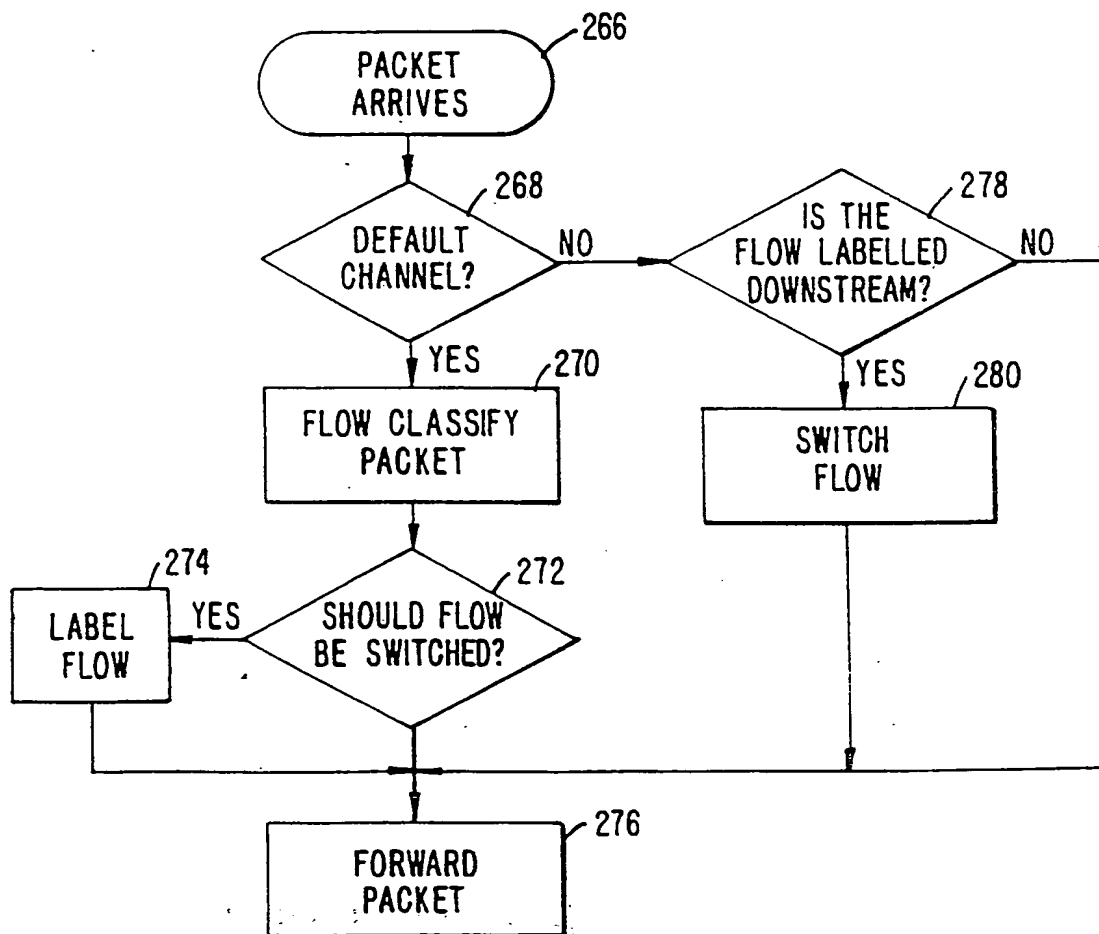 266
PACKET
ARRIVES
268
DEFAULT
CHANNEL?
NO
278
IS THE
FLOW LABELLED
DOWNSTREAM?
NO
YES
270
FLOW CLASSIFY
PACKET
YES
280
SWITCH
FLOW
272
SHOULD FLOW
BE SWITCHED?
YES
274
LABEL
FLOW
276
FORWARD
PACKET